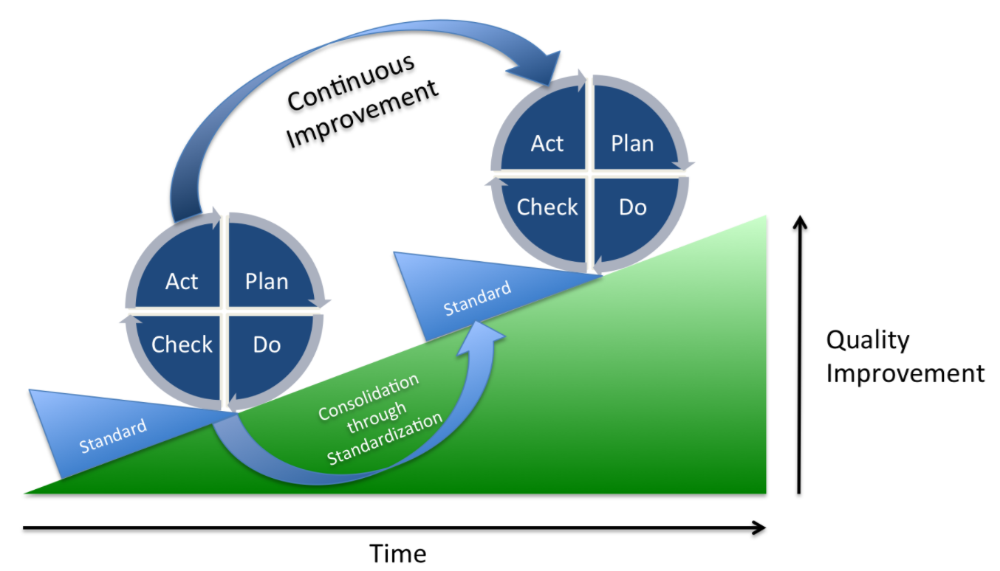 Continuous
Improvement
Act Plan
Check Do
Act Plan
Check Do
Standard
Standard
Consolidation
through
Standardization
Quality
Improvement
Time